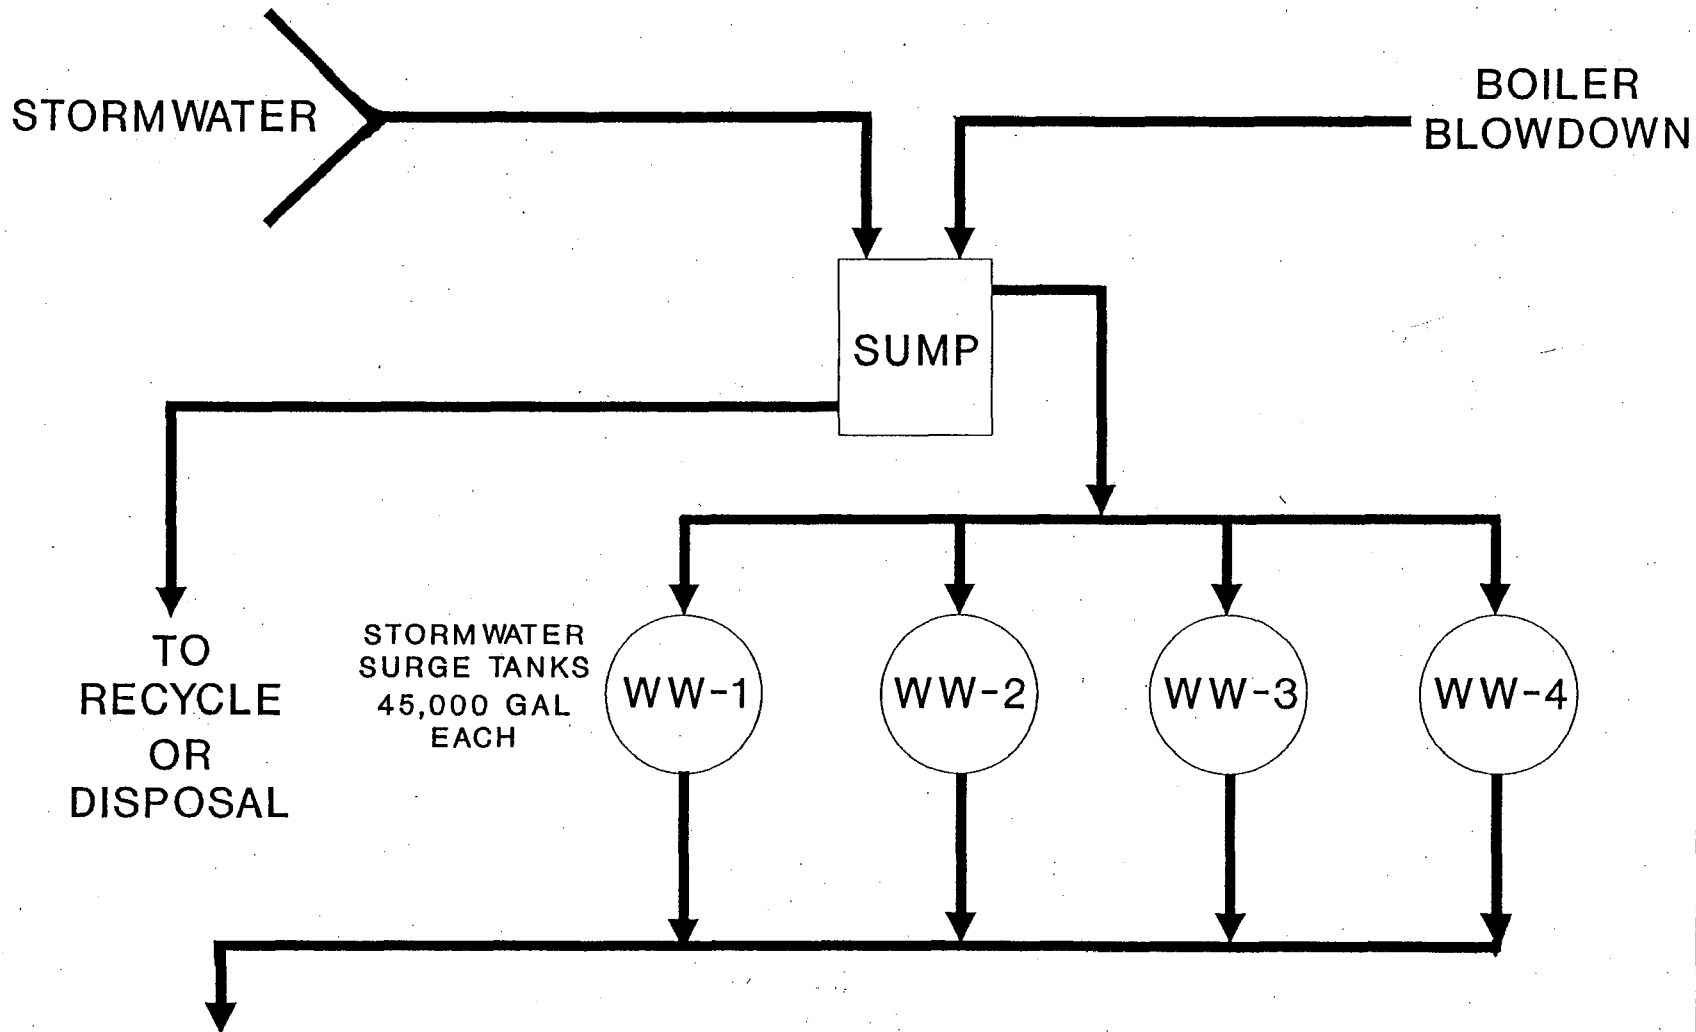 STORMWATER
BOILER
BLOWDOWN
SUMP
TO
RECYCLE
OR
DISPOSAL
STORMWATER
SURGE TANKS
45,000 GAL
EACH
WW-1
WW-2
WW-3
WW-4